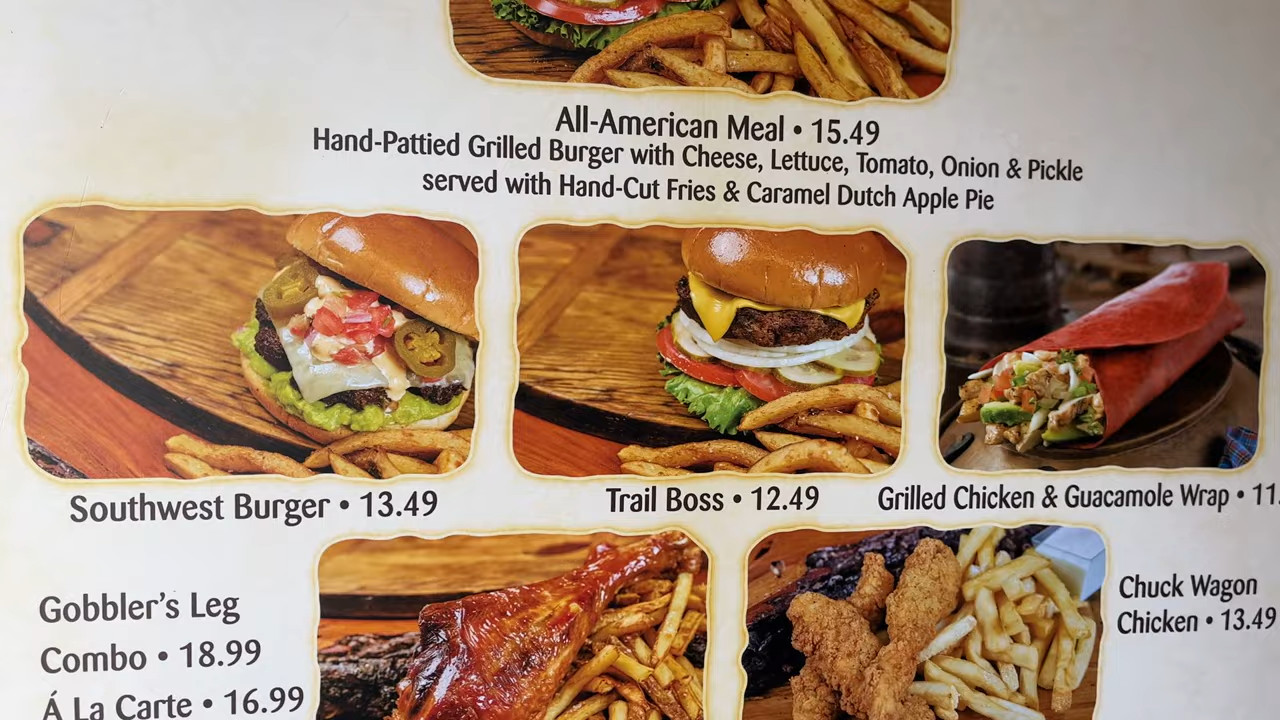 All-American Meal • 15.49
Hand-Pattied Grilled Burger with Cheese, Lettuce, Tomato, Onion & Pickle
served with Hand-Cut Fries & Caramel Dutch Apple Pie
Southwest Burger • 13.49
Trail Boss • 12.49
Grilled Chicken & Guacamole Wrap • 11.
Gobbler's Leg
Combo • 18.99
Á La Carte • 16.99
Chuck Wagon
Chicken • 13.49